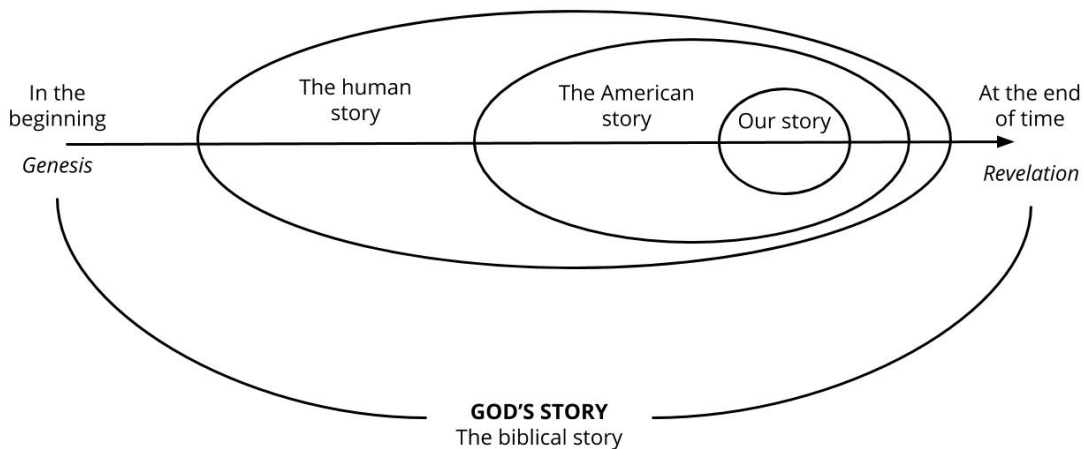 In the
beginning
Genesis
The human
story
The American
story
Our story
At the end
of time
Revelation
GOD’S STORY
The biblical story